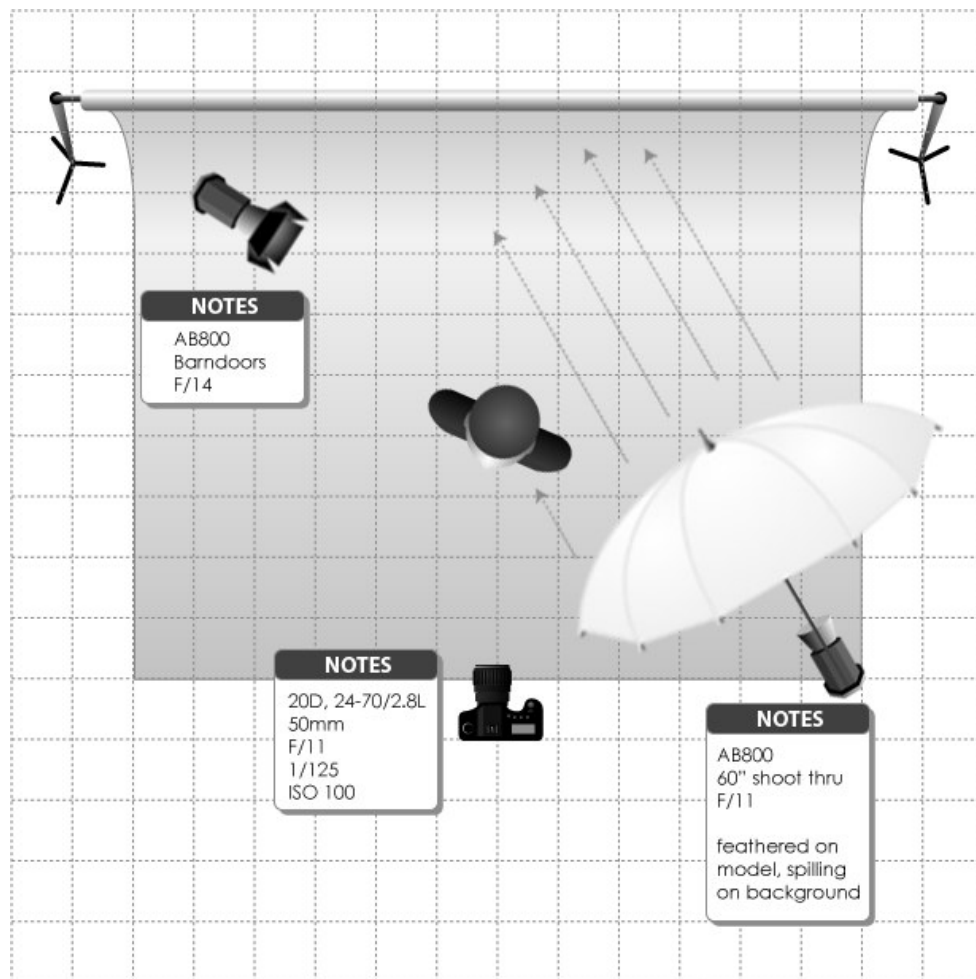 NOTES
AB800
Barndoors
F/14
NOTES
20D, 24-70/2.8L
50mm
F/11
1/125
ISO 100
NOTES
AB800
60” shoot thru
F/11
feathered on
model, spilling
on background